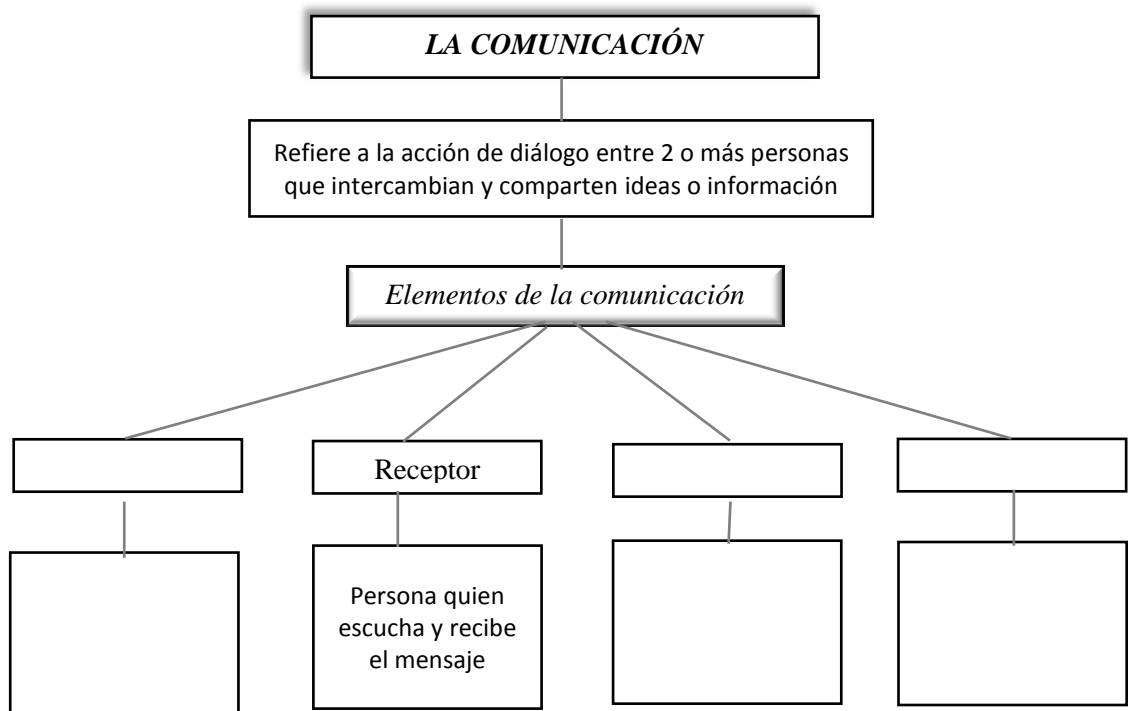 LA COMUNICACIÓN
Refiere a la acción de diálogo entre 2 o más personas
que intercambian y comparten ideas o información
Elementos de la comunicación
Receptor
Persona quien
escucha y recibe
el mensaje